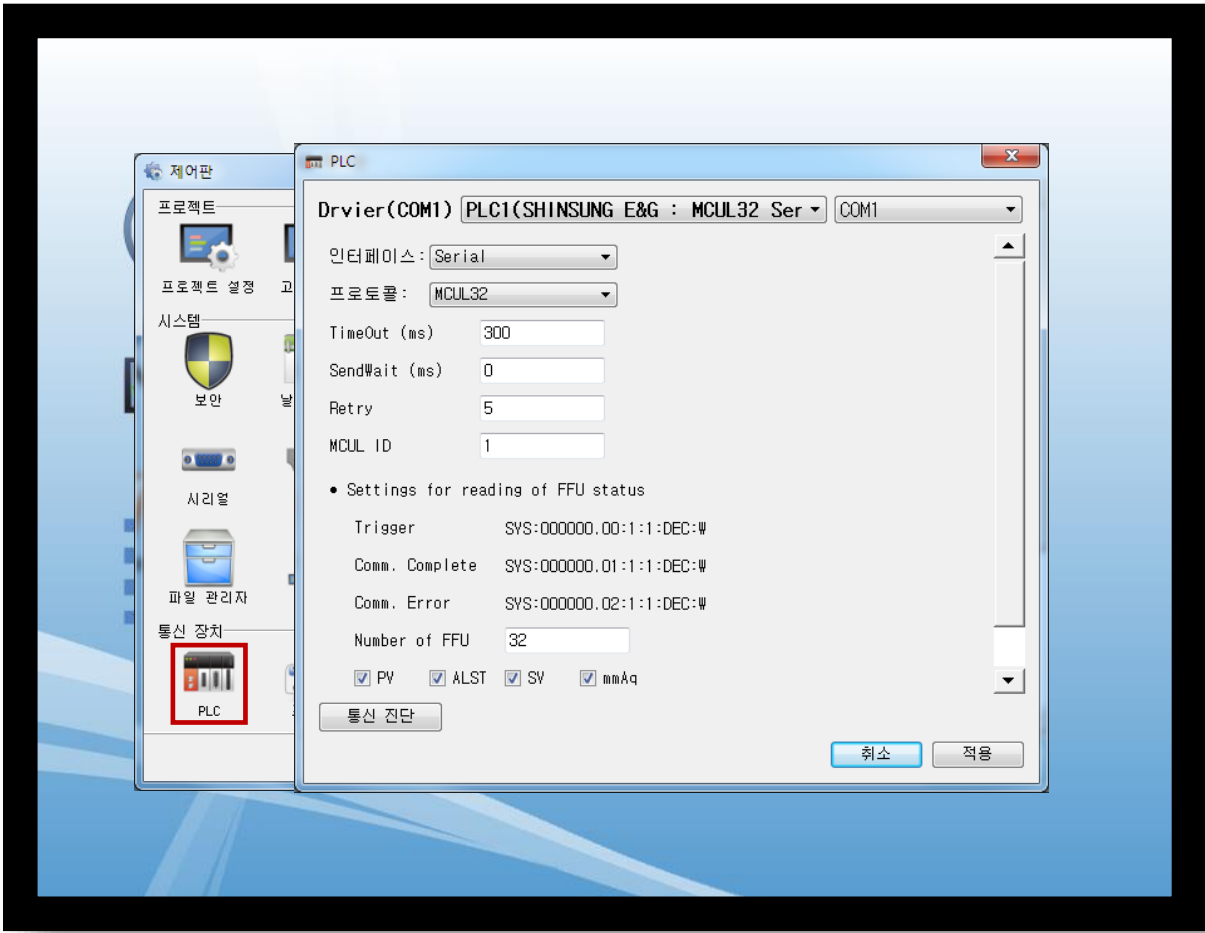 제어판
프로젝트
프로젝트 설정
고
시스템
보안
날
시리얼
파일 관리자
통신 장치
PLC
PLC
Drvier(COM1) PLC1(SHINSUNG E&G : MCUL32 Ser COM1
인터페이스: Serial
프로토콜: MCUL32
TimeOut (ms) 300
SendWait (ms) 0
Retry 5
MCUL ID 1
• Settings for reading of FFU status
Trigger SYS:000000.00:1:1:DEC:₩
Comm. Complete SYS:000000.01:1:1:DEC:₩
Comm. Error SYS:000000.02:1:1:DEC:₩
Number of FFU 32
PV ALST SV mmAq
통신 진단
취소 적용